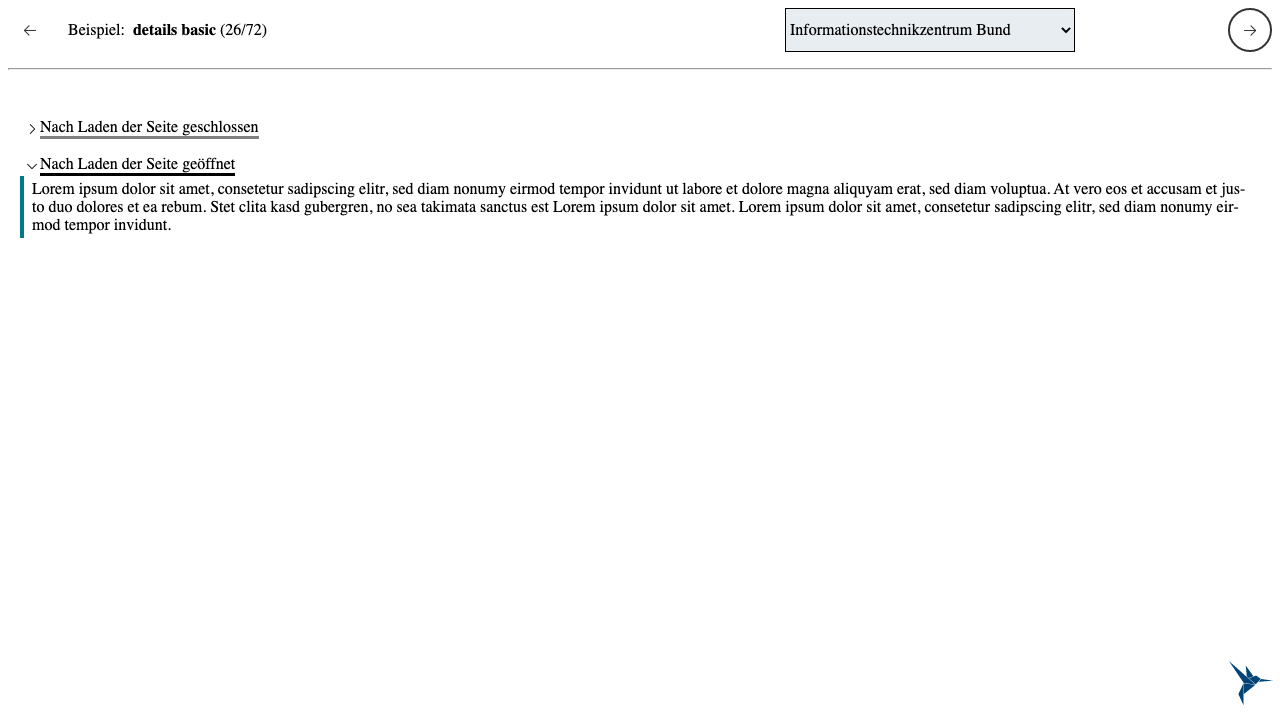 Beispiel: details basic (26/72)
Informationstechnikzentrum Bund
Nach Laden der Seite geschlossen
Nach Laden der Seite geöffnet
Lorem ipsum dolor sit amet, consetetur sadipscing elitr, sed diam nonumy eirmod tempor invidunt ut labore et dolore magna aliquyam erat, sed diam voluptua. At vero eos et accusam et jus-
to duo dolores et ea rebum. Stet clita kasd gubergren, no sea takimata sanctus est Lorem ipsum dolor sit amet. Lorem ipsum dolor sit amet, consetetur sadipscing elitr, sed diam nonumy eir-
mod tempor invidunt.